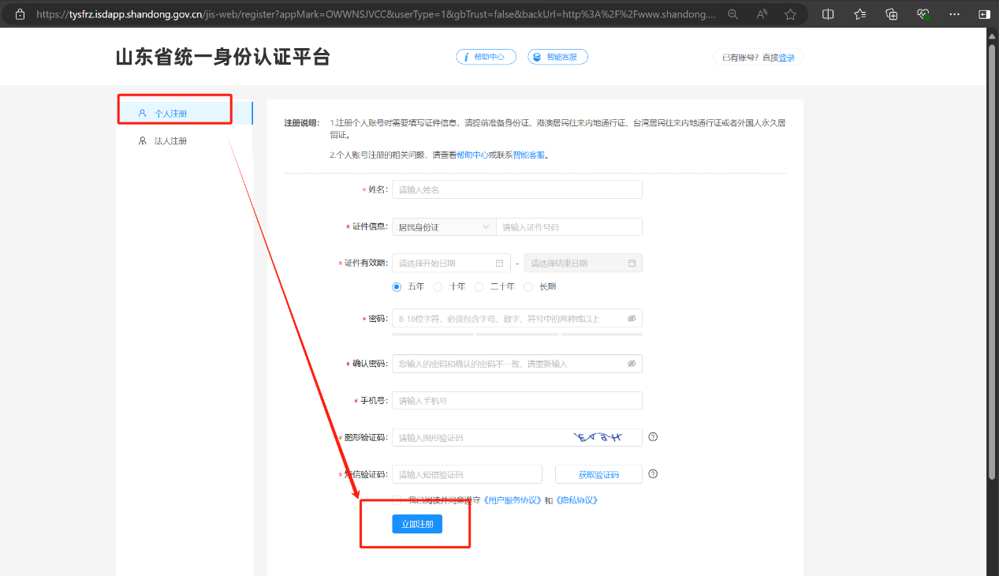 https://tysfrz.isdapp.shandong.gov.cn/jis-web/register?appMark=OWWNSJVCC&userType=1&gbTrust=false&backUrl=http%3A%2F%2Fwww.shandong....
山东省统一身份认证平台
帮助中心
智能客服
已有账号？直接登录
个人注册
法人注册
注册说明：
1.注册个人账号时需要填写证件信息，请提前准备身份证、港澳居民往来内地通行证、台湾居民往来内地通行证或者外国人永久居
留证。
2.个人账号注册的相关问题，请查看帮助中心或联系智能客服。
* 姓名： 请输入姓名
* 证件信息： 居民身份证 请输入证件号码
* 证件有效期： 请选择开始日期 - 请选择结束日期
五年 十年 二十年 长期
* 密码： 8-18位字符，必须包含字母、数字、符号中的两种或以上
* 确认密码： 您输入的密码和确认的密码不一致，请重新输入
* 手机号： 请输入手机号
* 图形验证码： 请输入图形验证码
* 短信验证码： 请输入短信验证码 获取验证码
我已阅读并同意遵守《用户服务协议》和《隐私协议》
立即注册